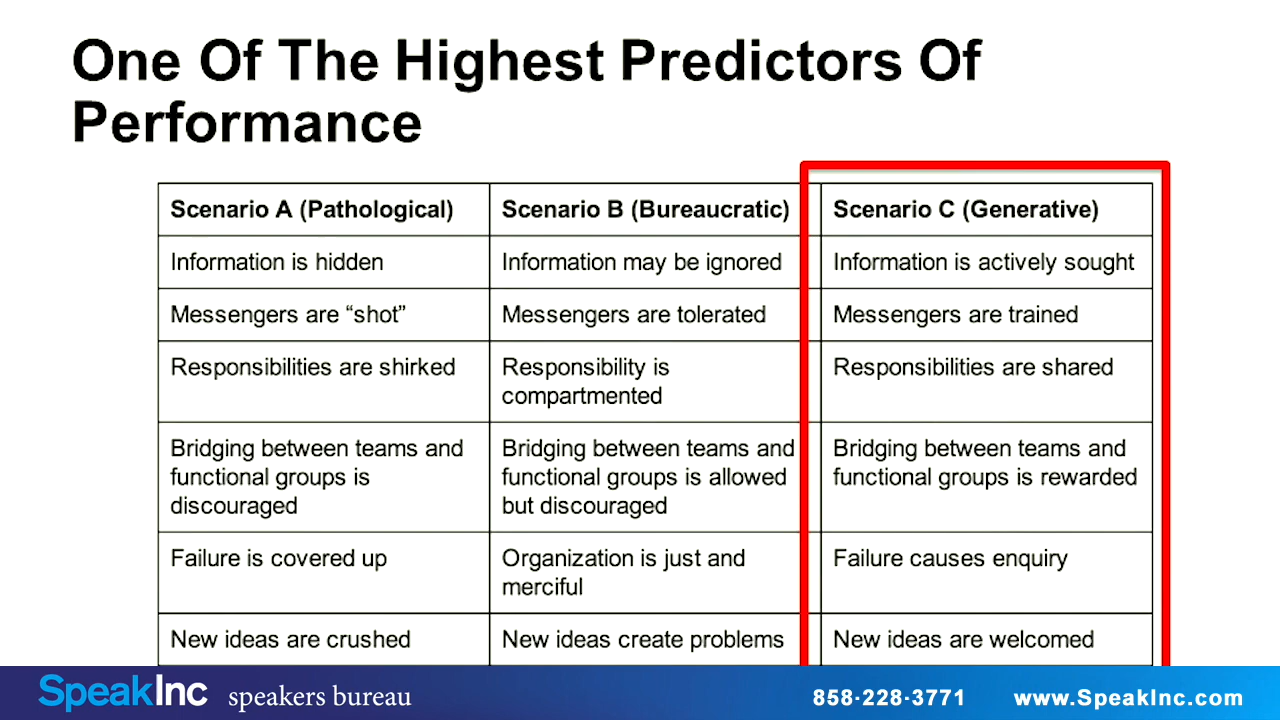 One Of The Highest Predictors Of
Performance
Scenario A (Pathological)
Scenario B (Bureaucratic)
Scenario C (Generative)
Information is hidden
Information may be ignored
Information is actively sought
Messengers are “shot”
Messengers are tolerated
Messengers are trained
Responsibilities are shirked
Responsibility is
compartmented
Responsibilities are shared
Bridging between teams and
functional groups is
discouraged
Bridging between teams and
functional groups is allowed
but discouraged
Bridging between teams and
functional groups is rewarded
Failure is covered up
Organization is just and
merciful
Failure causes enquiry
New ideas are crushed
New ideas create problems
New ideas are welcomed
SpeakInc speakers bureau
858·228·3771
www.SpeakInc.com